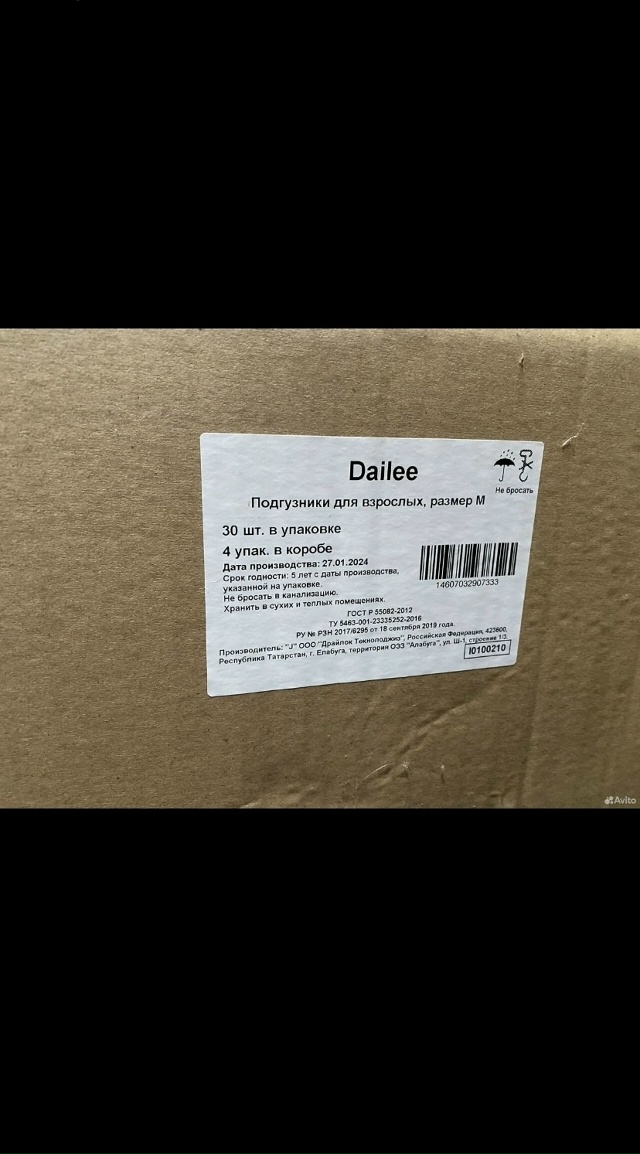 Dailee
Не бросать
Подгузники для взрослых, размер М
30 шт. в упаковке
4 упак. в коробе
Дата производства: 27.01.2024
Срок годности: 5 лет с даты производства,
указанной на упаковке.
Не бросать в канализацию.
Хранить в сухих и теплых помещениях.
14607032907333
ГОСТ Р 55082-2012
ТУ 5463-001-23335252-2016
РУ № РЗН 2017/6295 от 18 сентября 2019 года.
Производитель: "J" ООО "Драйлок Текнолоджиз", Российская Федерация, 423600,
Республика Татарстан, г. Елабуга, территория ОЭЗ "Алабуга", ул. Ш-1, строение 1/3.
I0100210
Avito